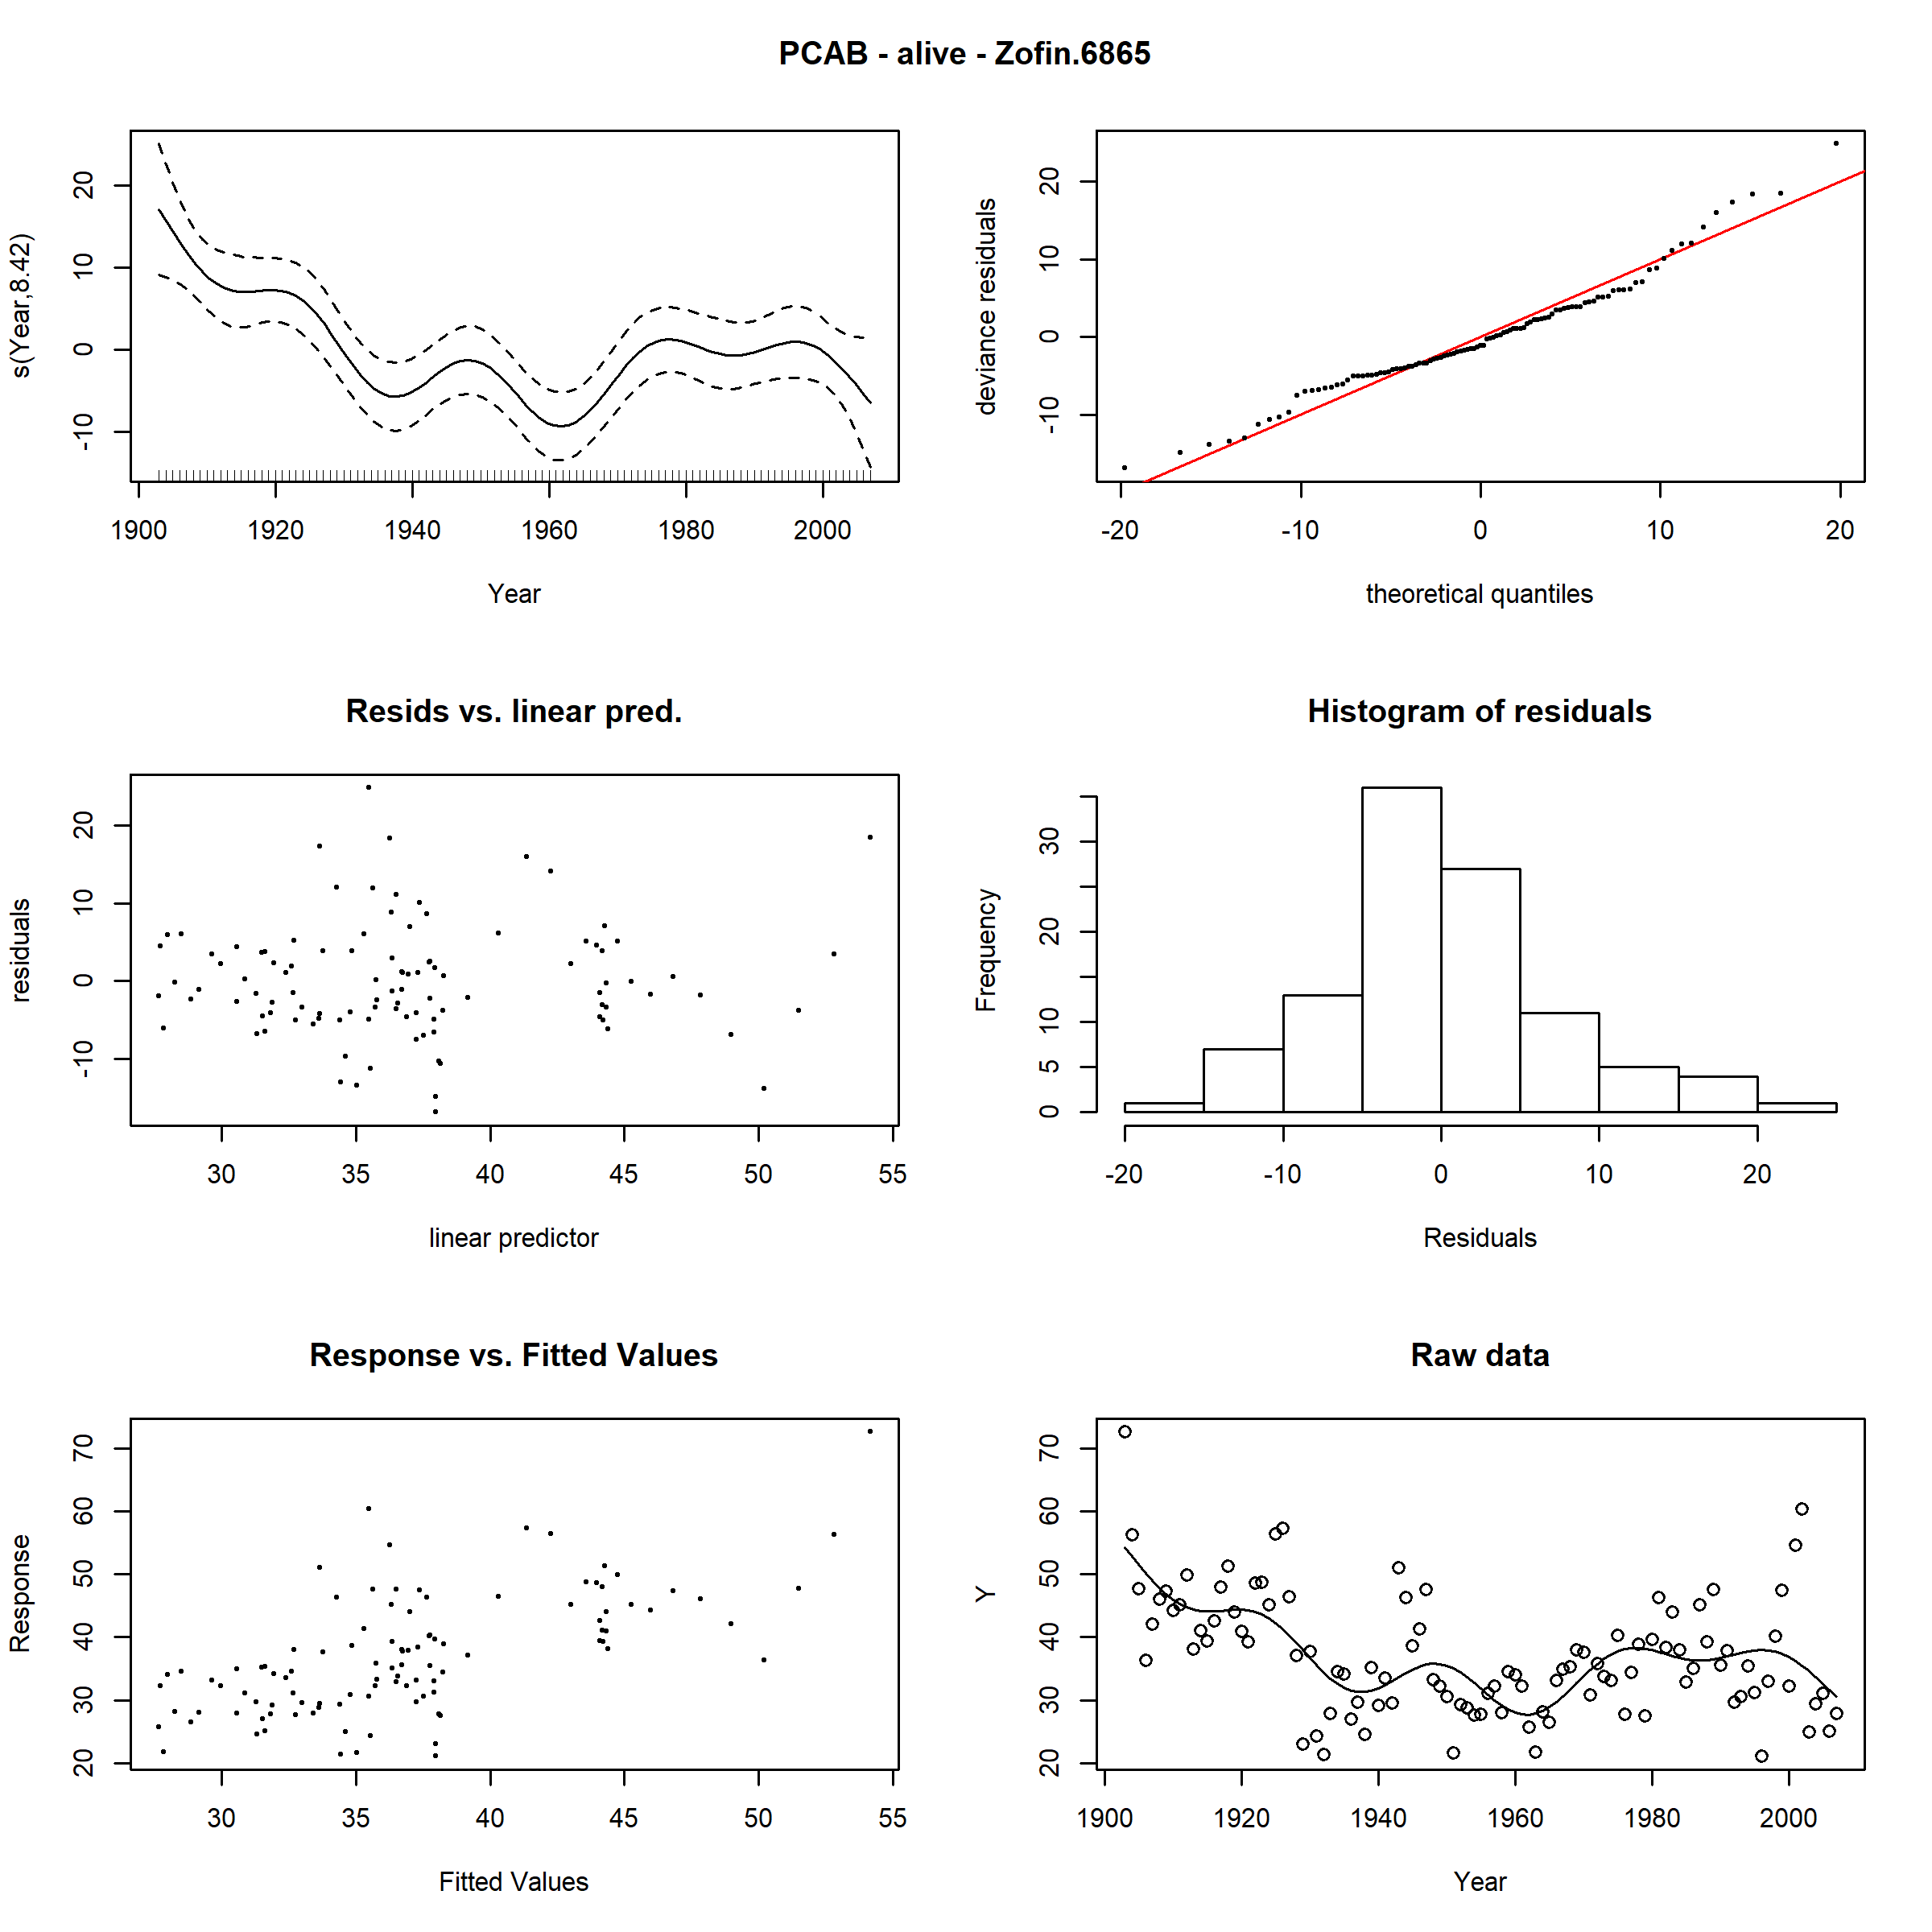 PCAB - alive - Zofin.6865
s(Year,8.42)
20
10
0
-10
1900 1920 1940 1960 1980 2000
Year
deviance residuals
20
10
0
-10
-20 -10 0 10 20
theoretical quantiles
Resids vs. linear pred.
residuals
20
10
0
-10
30 35 40 45 50 55
linear predictor
Histogram of residuals
Frequency
30
20
10
5
0
-20 -10 0 10 20
Residuals
Response vs. Fitted Values
Response
70
60
50
40
30
20
30 35 40 45 50 55
Fitted Values
Raw data
Y
70
60
50
40
30
20
1900 1920 1940 1960 1980 2000
Year